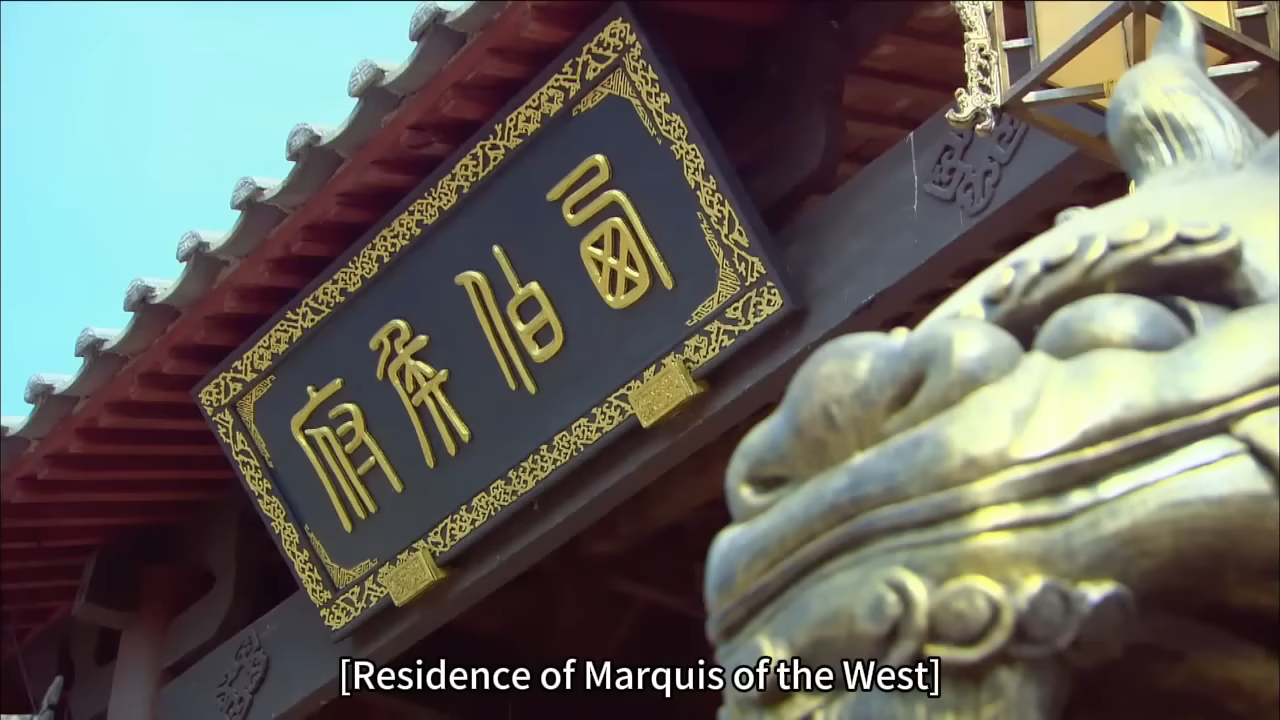 西伯侯府
[Residence of Marquis of the West]